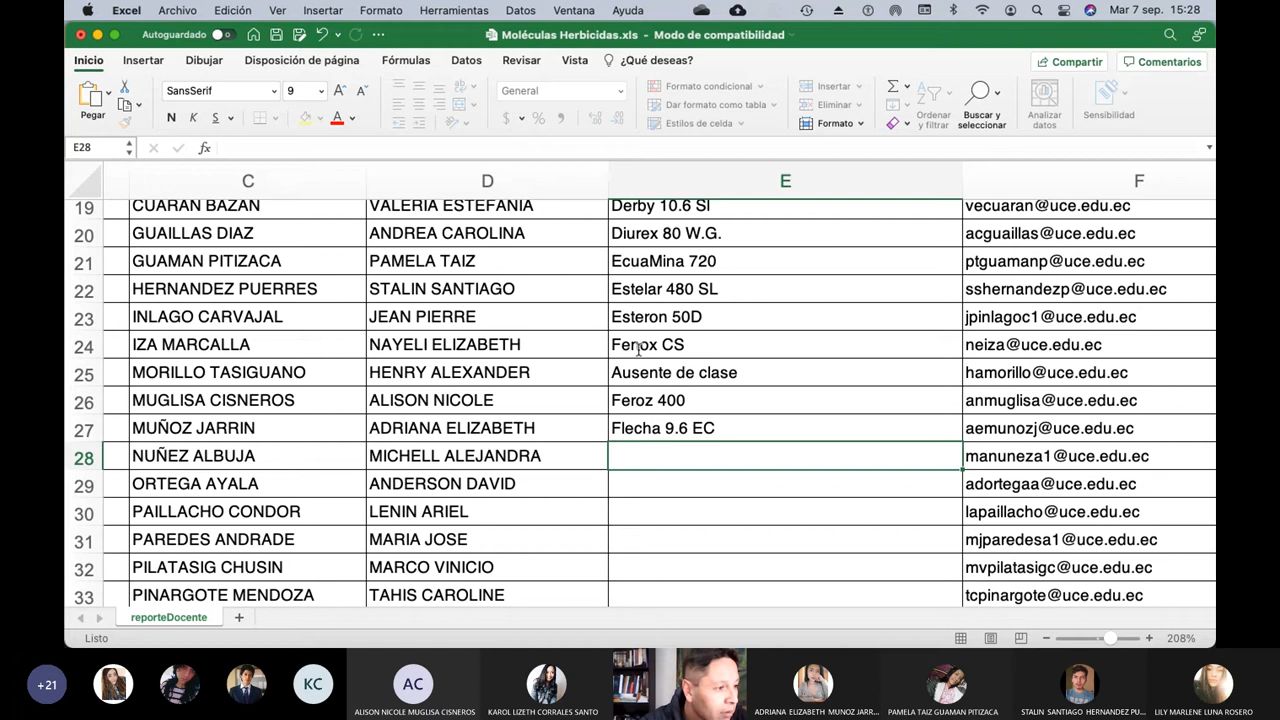 Excel Archivo Edición Ver Insertar Formato Herramientas Datos Ventana Ayuda Mar 7 sep. 15:28
Autoguardado Moléculas Herbicidas.xls - Modo de compatibilidad
Inicio Insertar Dibujar Disposición de página Fórmulas Datos Revisar Vista ¿Qué deseas? Compartir Comentarios
Pegar SansSerif 9 General Formato condicional Insertar
N K S A Dar formato como tabla Eliminar Ordenar y filtrar Buscar y seleccionar Analizar datos Sensibilidad
$ % Estilos de celda Formato
E28 fx
C D E F
19 CUARAN BAZAN VALERIA ESTEFANIA Derby 10.6 Sl vecuaran@uce.edu.ec
20 GUAILLAS DIAZ ANDREA CAROLINA Diurex 80 W.G. acguaillas@uce.edu.ec
21 GUAMAN PITIZACA PAMELA TAIZ EcuaMina 720 ptguamanp@uce.edu.ec
22 HERNANDEZ PUERRES STALIN SANTIAGO Estelar 480 SL sshernandezp@uce.edu.ec
23 INLAGO CARVAJAL JEAN PIERRE Esteron 50D jpinlagoc1@uce.edu.ec
24 IZA MARCALLA NAYELI ELIZABETH CS neiza@uce.edu.ec
25 MORILLO TASIGUANO HENRY ALEXANDER Ausente de clase hamorillo@uce.edu.ec
26 MUGLISA CISNEROS ALISON NICOLE Feroz 400 anmuglisa@uce.edu.ec
27 MUÑOZ JARRIN ADRIANA ELIZABETH Flecha 9.6 EC aemunozj@uce.edu.ec
28 NUÑEZ ALBUJA MICHELL ALEJANDRA manuneza1@uce.edu.ec
29 ORTEGA AYALA ANDERSON DAVID adortegaa@uce.edu.ec
30 PAILLACHO CONDOR LENIN ARIEL lapaillacho@uce.edu.ec
31 PAREDES ANDRADE MARIA JOSE mjparedesa1@uce.edu.ec
32 PILATASIG CHUSIN MARCO VINICIO mvpilatasigc@uce.edu.ec
33 PINARGOTE MENDOZA TAHIS CAROLINE tcpinargote@uce.edu.ec
reporteDocente +
Listo 208%
+21 KC AC
ALISON NICOLE MUGLISA CISNEROS KAROL LIZETH CORRALES SANTO ADRIANA ELIZABETH MUNOZ JARR... PAMELA TAIZ GUAMAN PITIZACA STALIN SANTIAGO HERNANDEZ PU... LILY MARLENE LUNA ROSERO